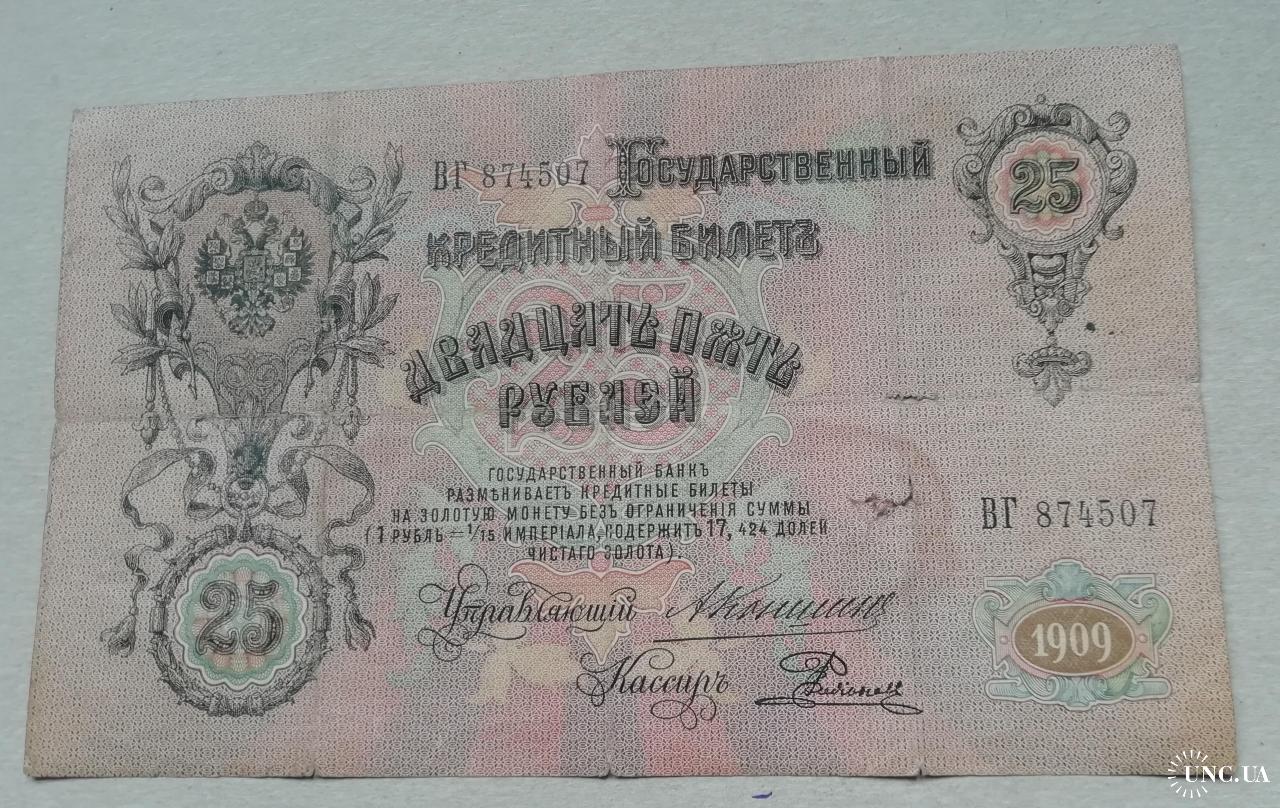 ВГ 874507 Государственный
Кредитный Билетъ
25
Двадцать пять
рублей
ГОСУДАРСТВЕННЫЙ БАНКЪ
РАЗМѢНИВАЕТЪ КРЕДИТНЫЕ БИЛЕТЫ
НА ЗОЛОТУЮ МОНЕТУ БЕЗЪ ОГРАНИЧЕНІЯ СУММЫ
(1 РУБЛЬ = 1/15 ИМПЕРІАЛА, СОДЕРЖИТЪ 17, 424 ДОЛЕЙ
ЧИСТАГО ЗОЛОТА).
ВГ 874507
25
Управляющій АКоншинъ
Кассиръ
1909
UNC.UA